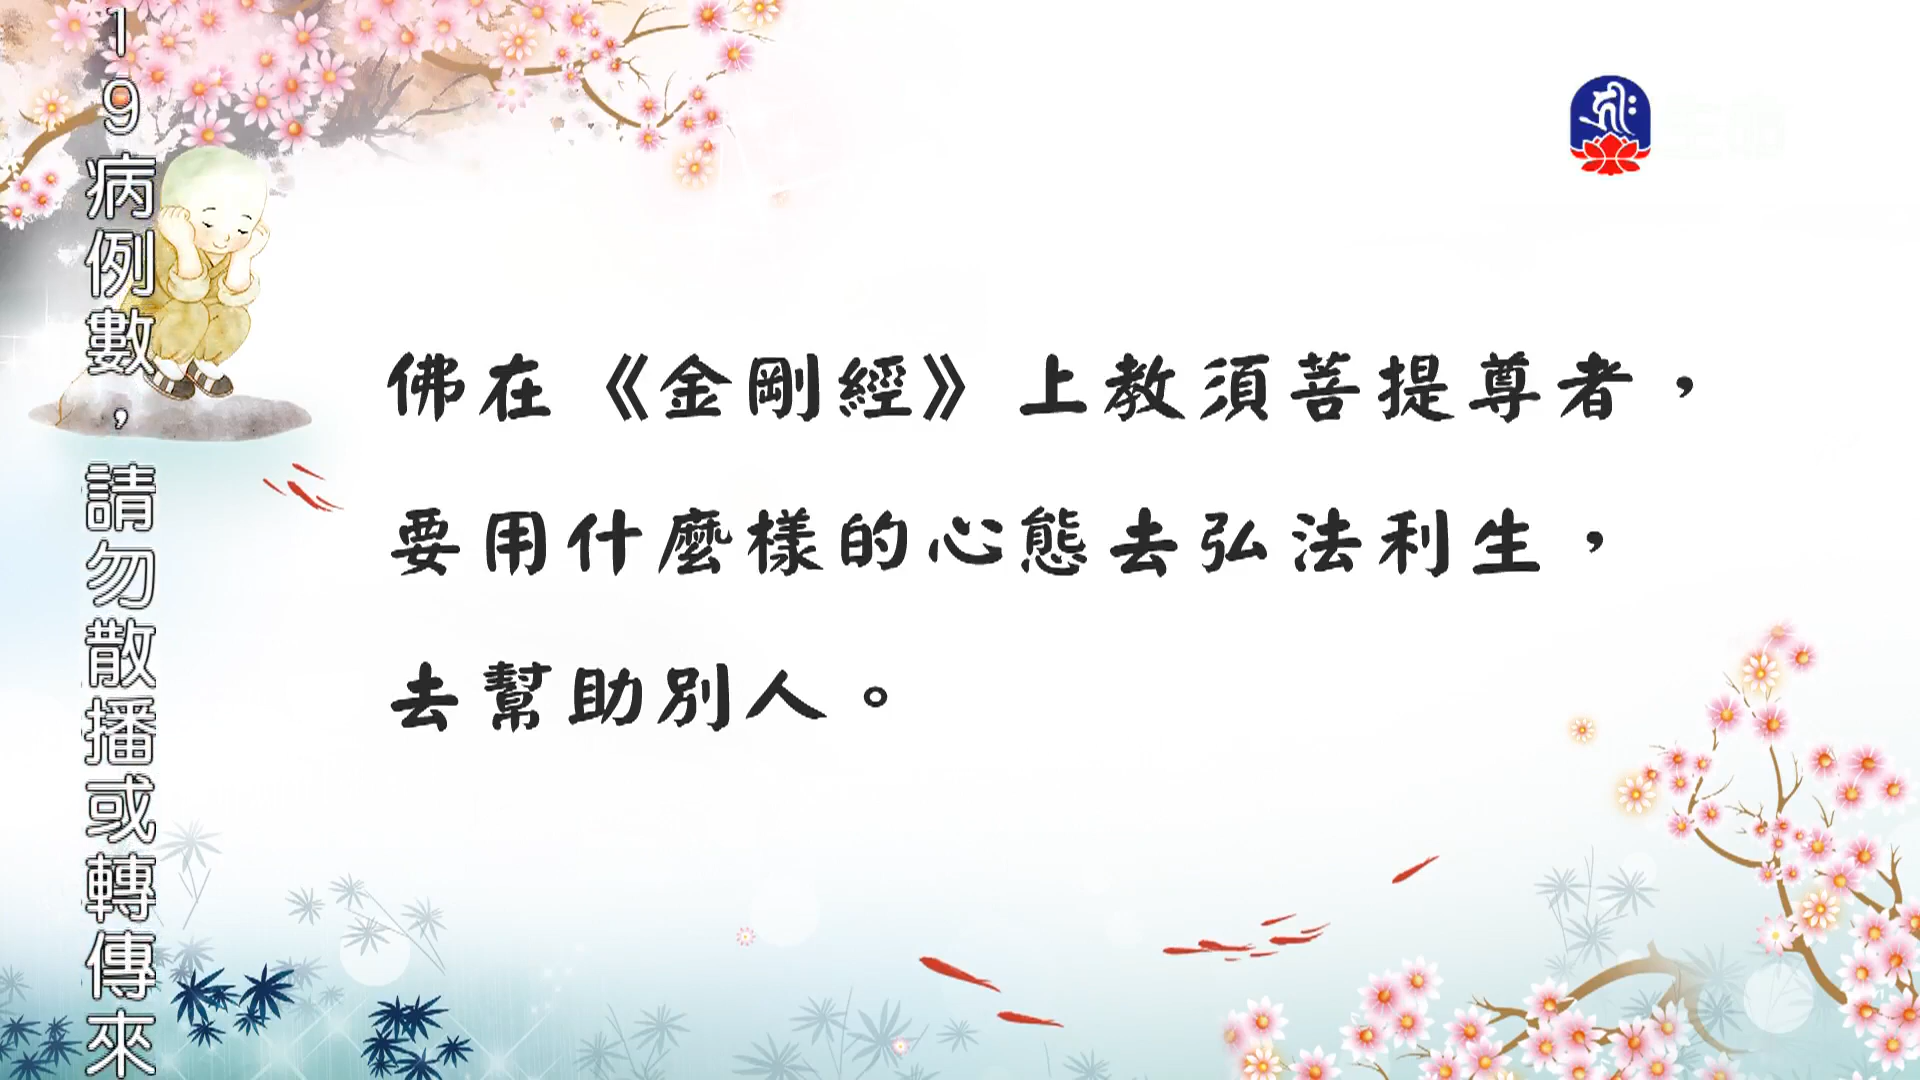 佛在《金剛經》上教須菩提尊者，
要用什麼樣的心態去弘法利生，
去幫助別人。
19病例數，請勿散播或轉傳來